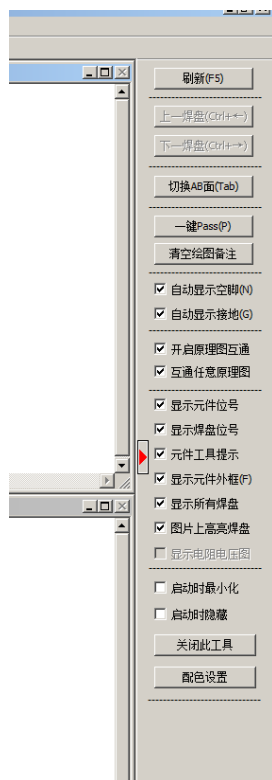 刷新(F5)
上一焊盘(Ctrl+←)
下一焊盘(Ctrl+→)
切换AB面(Tab)
一键Pass(P)
清空绘图备注
自动显示空脚(N)
自动显示接地(G)
开启原理图互通
互通任意原理图
显示元件位号
显示焊盘位号
元件工具提示
显示元件外框(F)
显示所有焊盘
图片上高亮焊盘
显示电阻电压图
启动时最小化
启动时隐藏
关闭此工具
配色设置